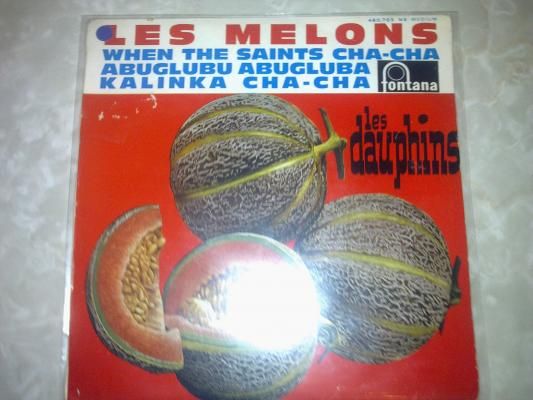 LES MELONS
WHEN THE SAINTS CHA-CHA
ABUGLUBU ABUGLUBA
KALINKA CHA-CHA
fontana
les
dauphins